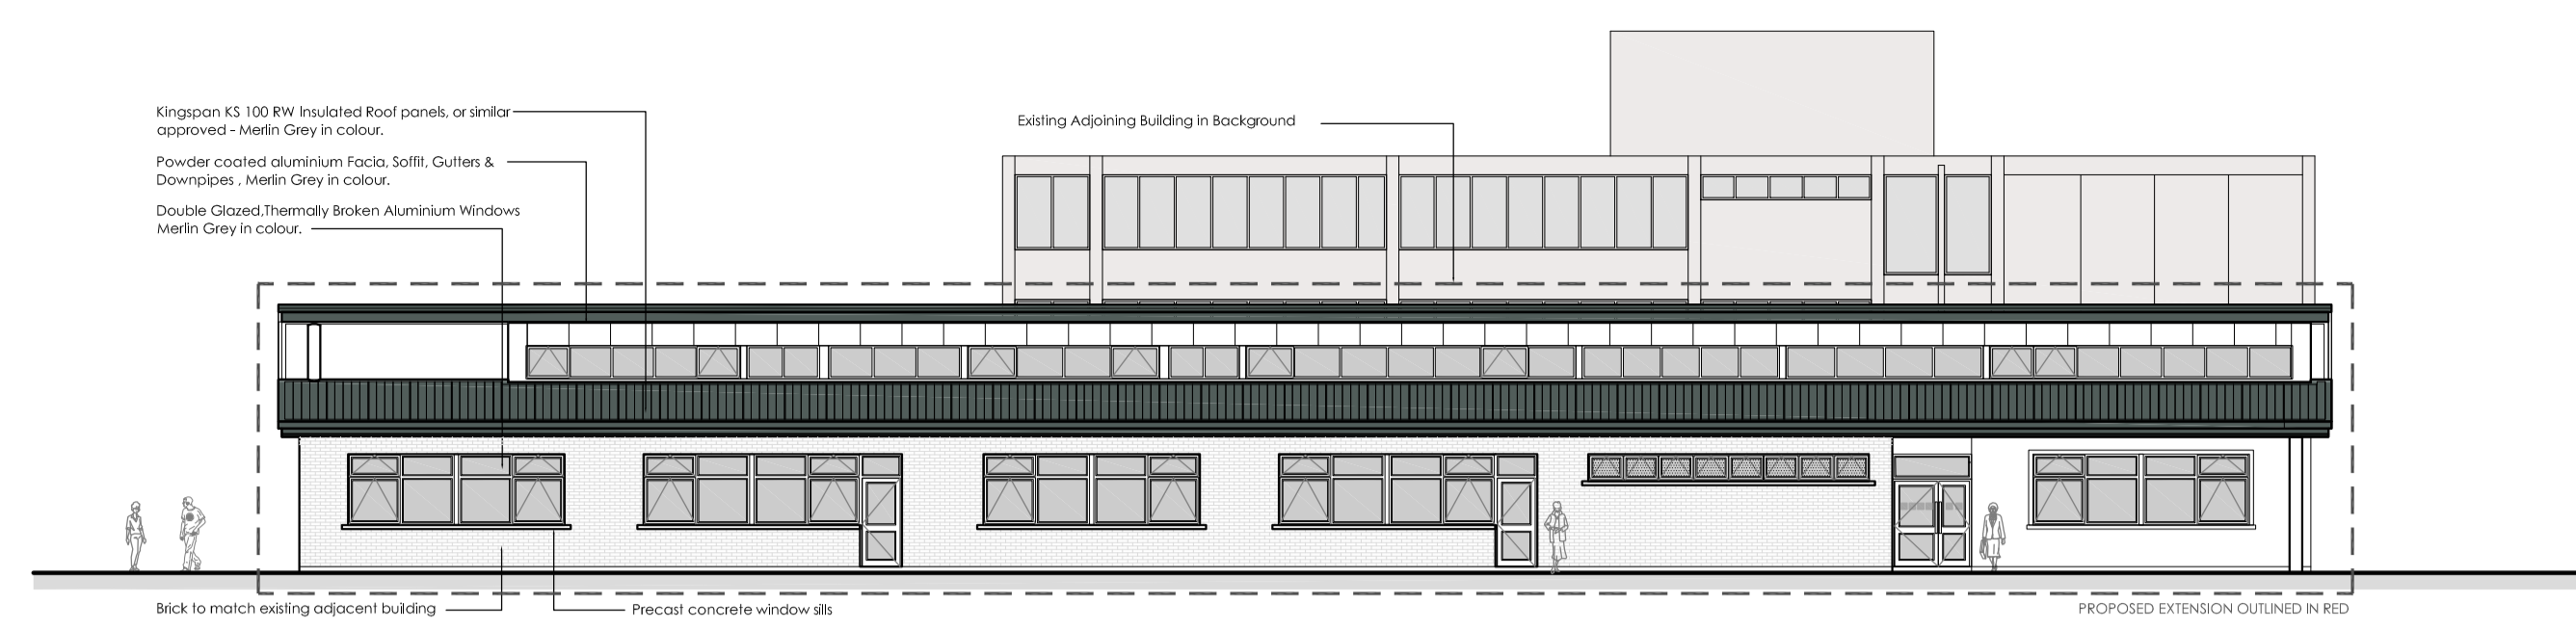 Kingspan KS 100 RW Insulated Roof panels, or similar
approved - Merlin Grey in colour.
Powder coated aluminium Facia, Soffit, Gutters &
Downpipes , Merlin Grey in colour.
Double Glazed,Thermally Broken Aluminium Windows
Merlin Grey in colour.
Existing Adjoining Building in Background
Brick to match existing adjacent building
Precast concrete window sills
PROPOSED EXTENSION OUTLINED IN RED